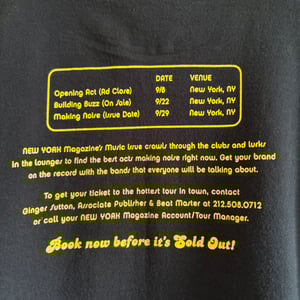 DATE VENUE
Opening Act (Ad Close) 9/8 New York, NY
Building Buzz (On Sale) 9/22 New York, NY
Making Noise (Issue Date) 9/29 New York, NY
NEW YORK Magazine's Music Issue crawls through the clubs and lurks
in the lounges to find the best acts making noise right now. Get your brand
on the record with the bands that everyone will be talking about.
To get your ticket to the hottest tour in town, contact
Ginger Sutton, Associate Publisher & Beat Master at 212.508.0712
or call your NEW YORK Magazine Account/Tour Manager.
Book now before it's Sold Out!